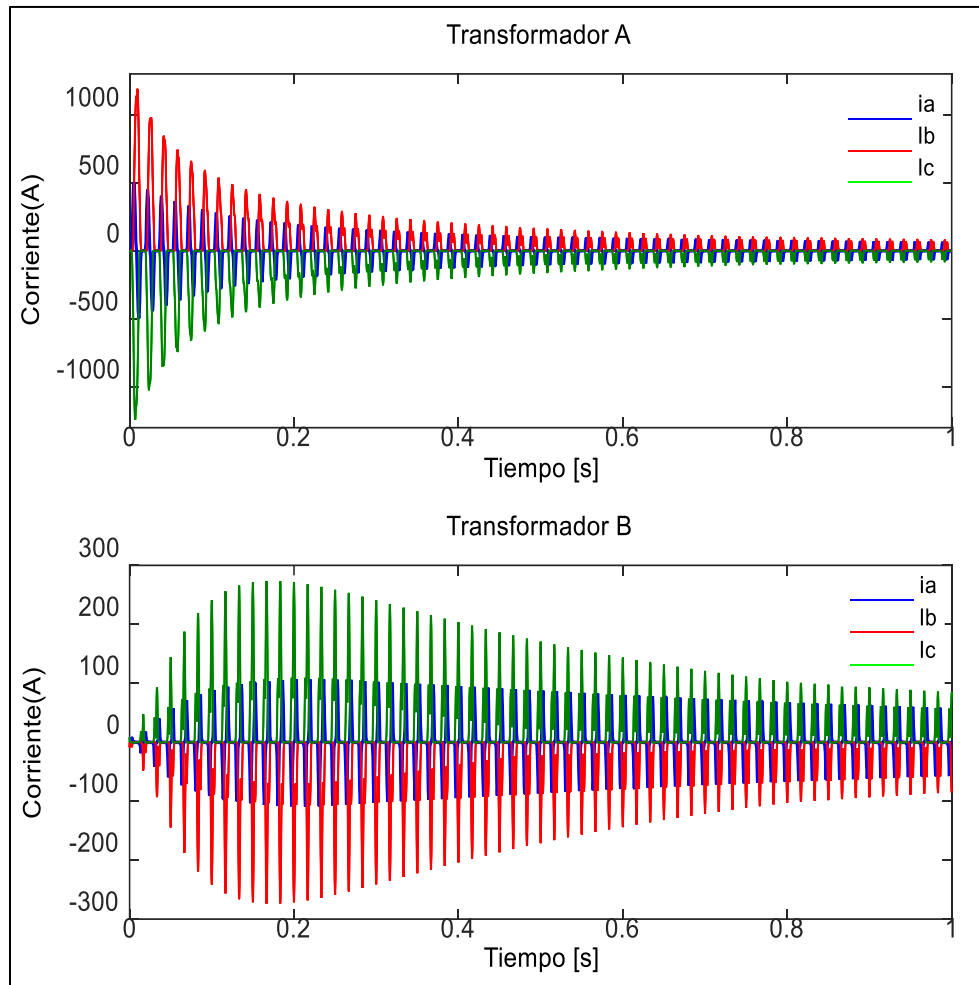 Transformador A
1000
500
0
-500
-1000
Corriente(A)
ia
Ib
Ic
0 0.2 0.4 0.6 0.8 1
Tiempo [s]
Transformador B
300
200
100
0
-100
-200
-300
Corriente(A)
ia
Ib
Ic
0 0.2 0.4 0.6 0.8 1
Tiempo [s]